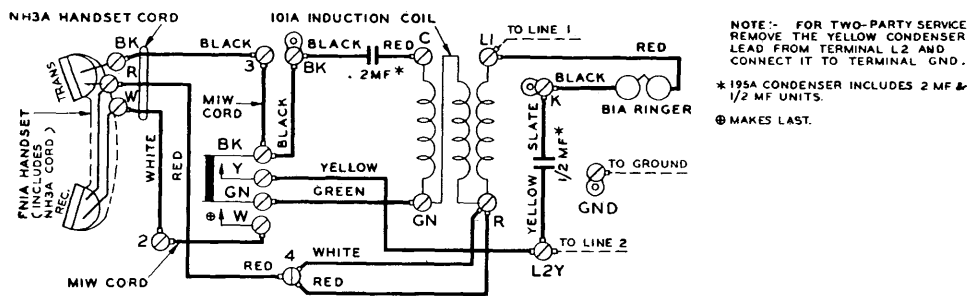 NH3A HANDSET CORD
101A INDUCTION COIL
TO LINE 1
BK
R
W
TRANS
BLACK
3
BK
BLACK
RED
.2MF*
C
L1
RED
BLACK
K
B1A RINGER
M1W
CORD
BLACK
SLATE
1/2 MF*
YELLOW
FN1A HANDSET
(INCLUDES
NH3A CORD)
REC.
WHITE
RED
BK
Y
GN
⊕ W
YELLOW
GREEN
GN
R
TO GROUND
GND
TO LINE 2
L2Y
2
M1W CORD
RED
4
WHITE
RED
NOTE:- FOR TWO-PARTY SERVICE
REMOVE THE YELLOW CONDENSER
LEAD FROM TERMINAL L2 AND
CONNECT IT TO TERMINAL GND.
* 195A CONDENSER INCLUDES 2 MF &
1/2 MF UNITS.
⊕ MAKES LAST.